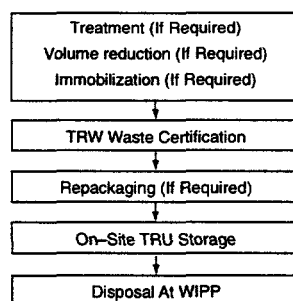 Treatment (If Required)
Volume reduction (If Required)
Immobilization (If Required)
TRW Waste Certification
Repackaging (If Required)
On–Site TRU Storage
Disposal At WIPP